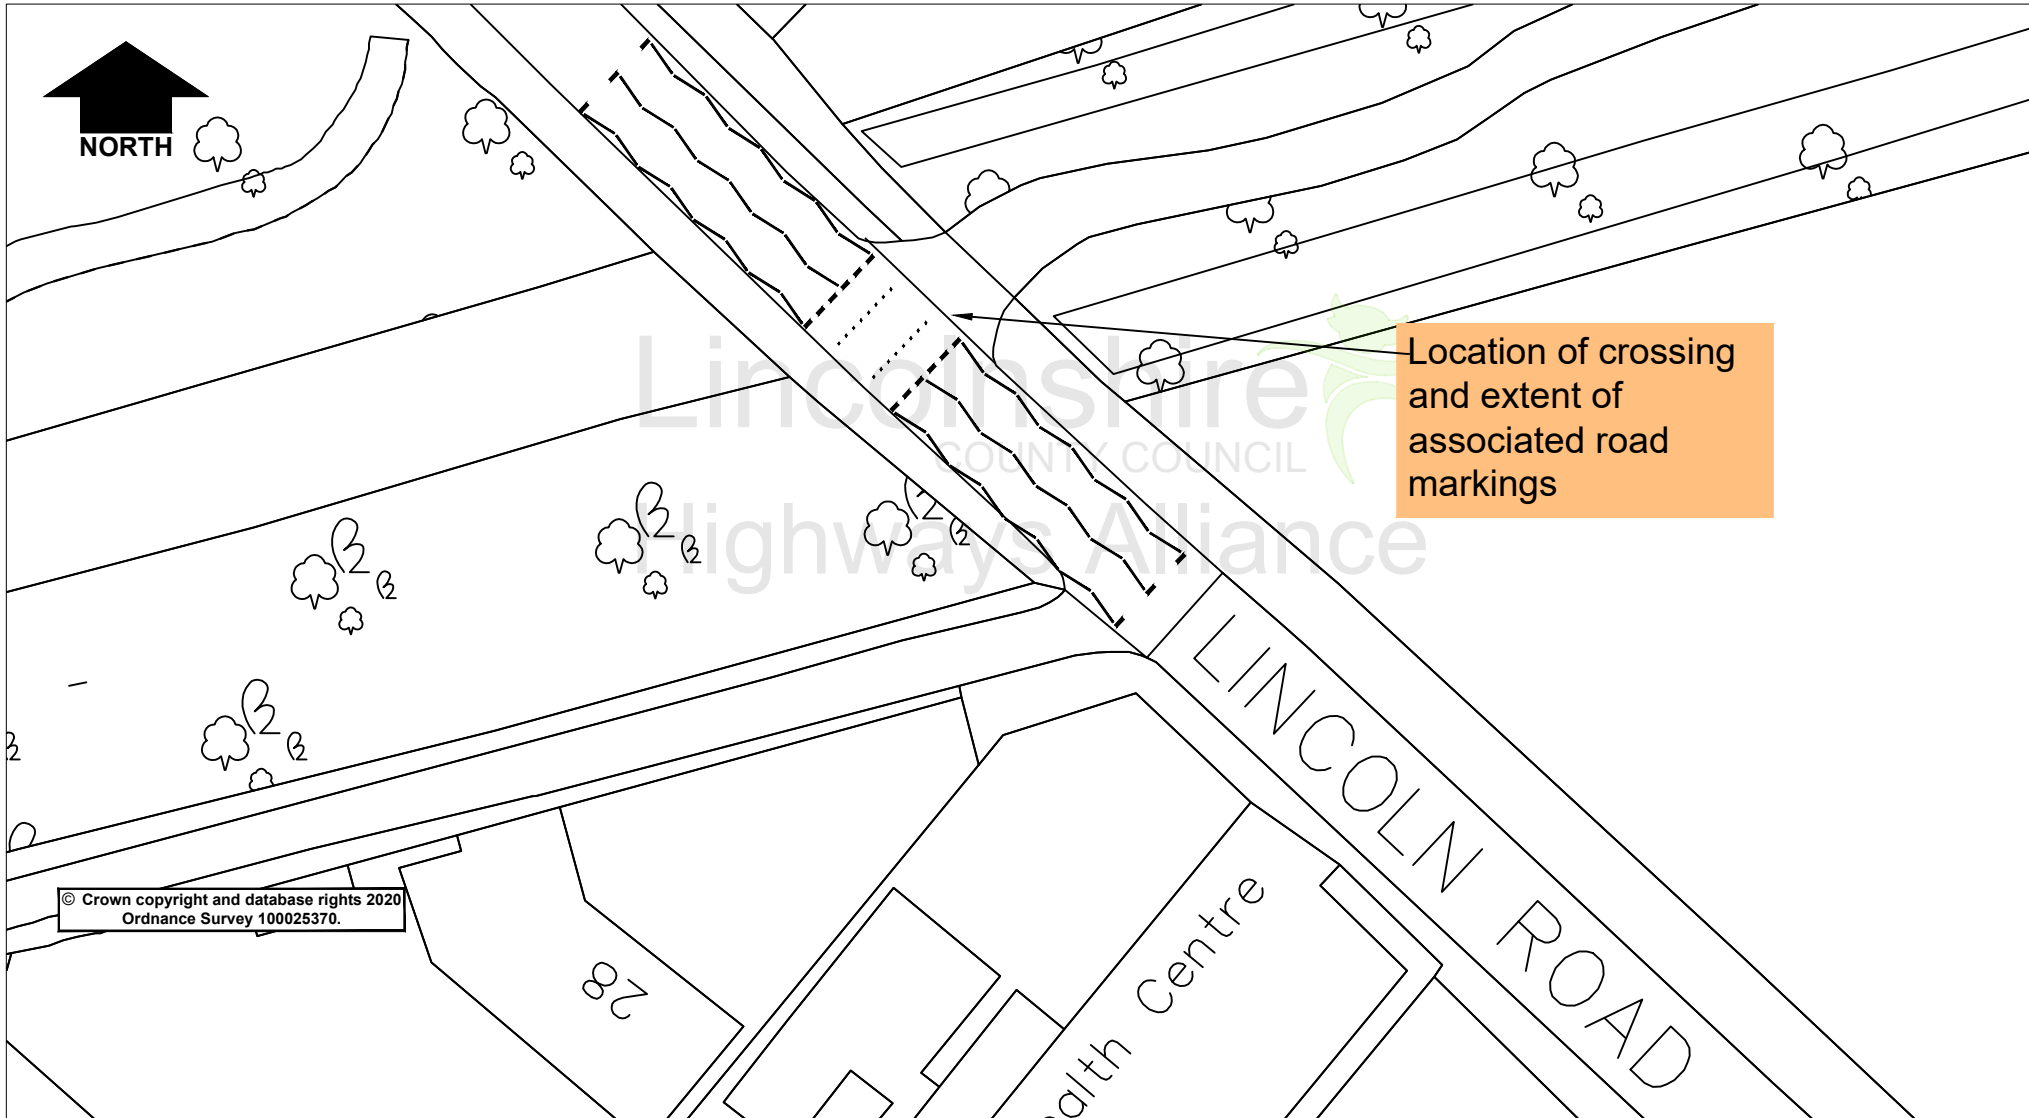 NORTH
Location of crossing
and extent of
associated road
markings
Lincolnshire
COUNTY COUNCIL
Highways Alliance
LINCOLN ROAD
© Crown copyright and database rights 2020
Ordnance Survey 100025370.
28
ealth Centre